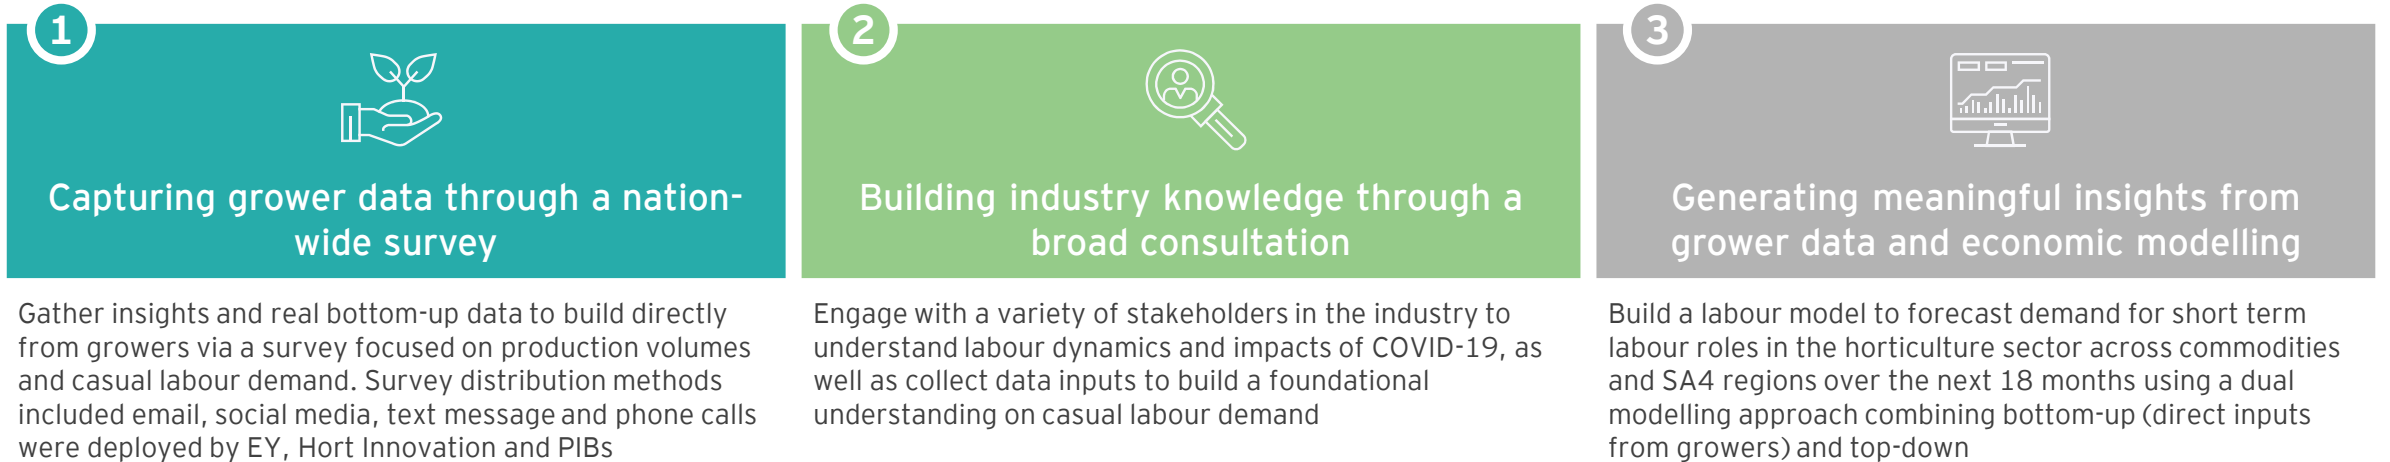 1
Capturing grower data through a nation-
wide survey
Gather insights and real bottom-up data to build directly
from growers via a survey focused on production volumes
and casual labour demand. Survey distribution methods
included email, social media, text message and phone calls
were deployed by EY, Hort Innovation and PIBs
2
Building industry knowledge through a
broad consultation
Engage with a variety of stakeholders in the industry to
understand labour dynamics and impacts of COVID-19, as
well as collect data inputs to build a foundational
understanding on casual labour demand
3
Generating meaningful insights from
grower data and economic modelling
Build a labour model to forecast demand for short term
labour roles in the horticulture sector across commodities
and SA4 regions over the next 18 months using a dual
modelling approach combining bottom-up (direct inputs
from growers) and top-down